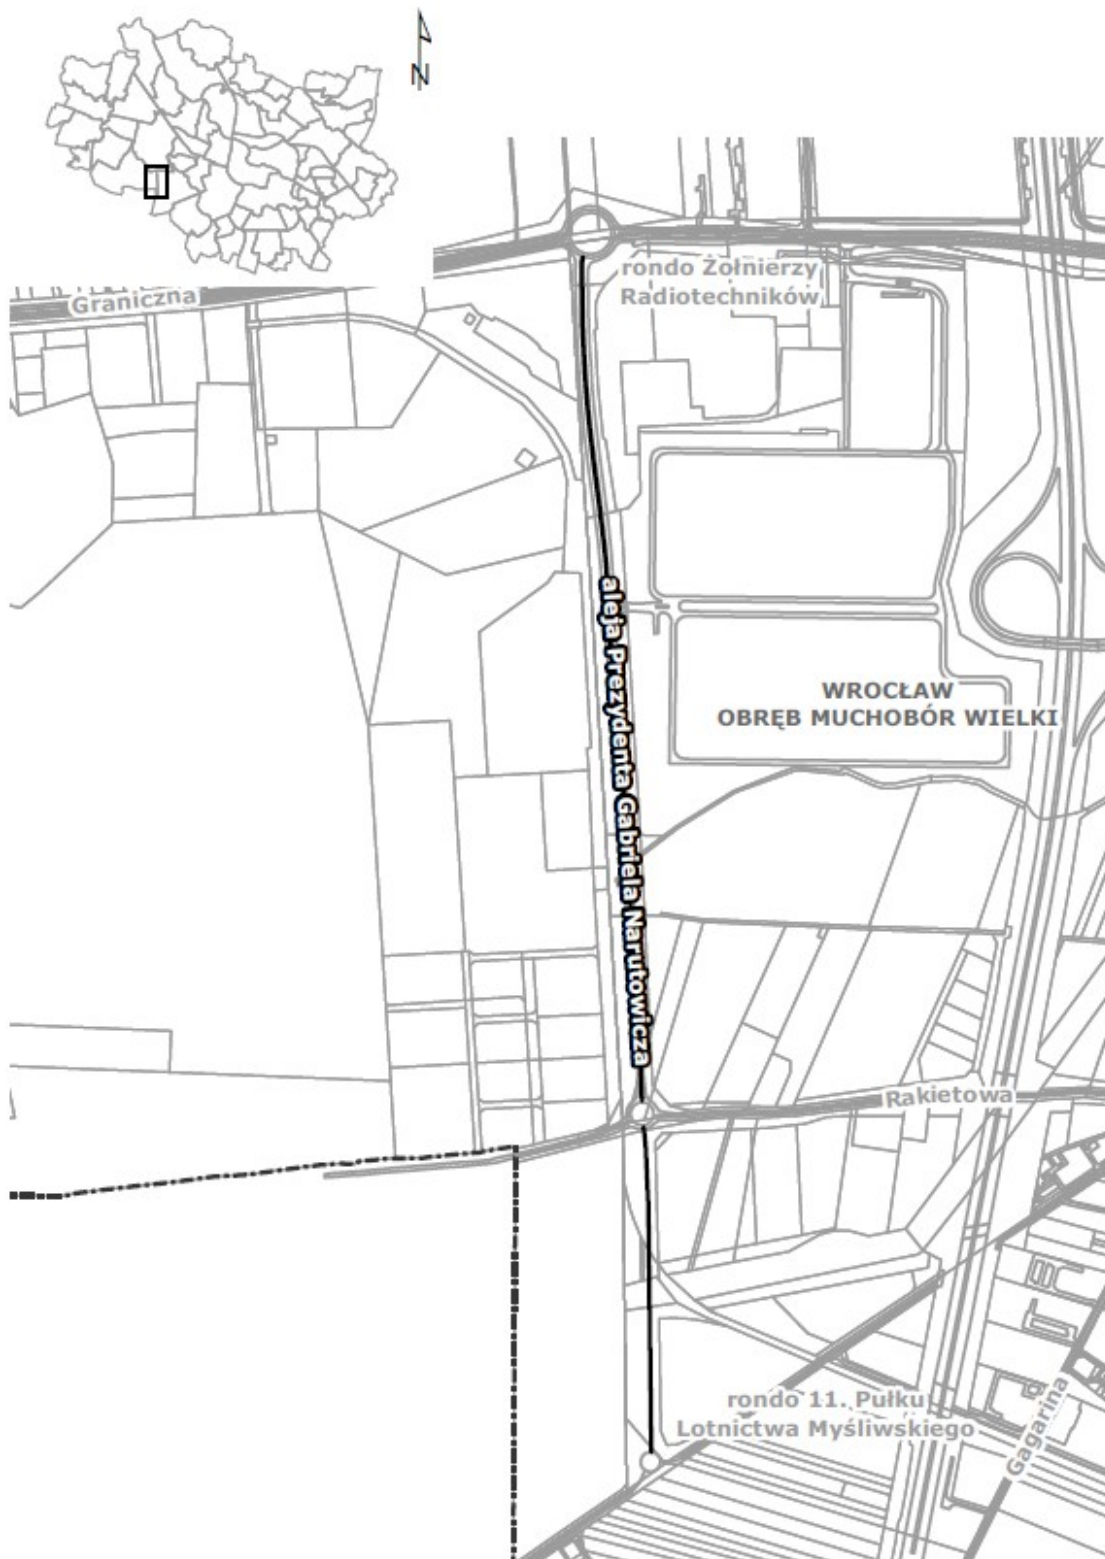 N
rondo Żołnierzy
Radiotechników
Graniczna
aleja Prezydenta Gabriela Narutowicza
WROCŁAW
OBRĘB MUCHOBÓR WIELKI
Rakietowa
rondo 11. Pułku
Lotnictwa Myśliwskiego
Gagarina